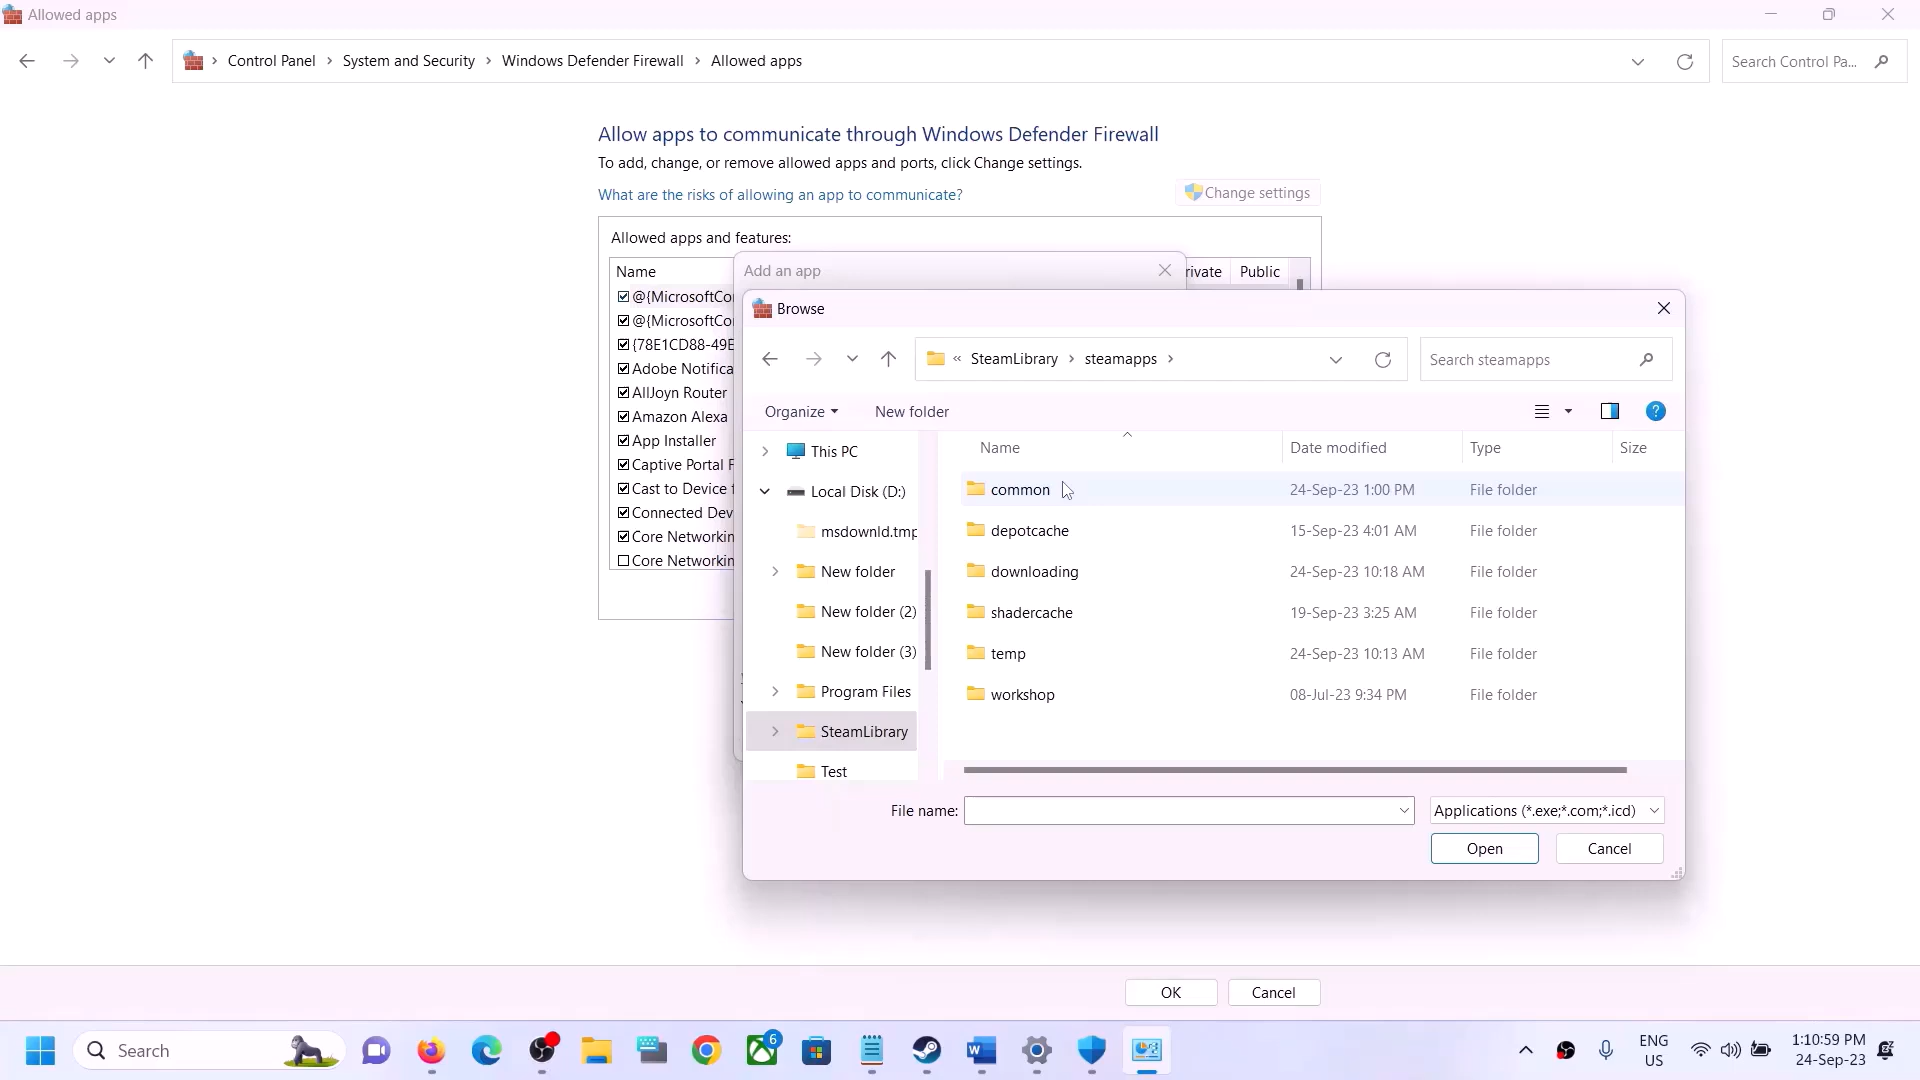 Allowed apps
Control Panel > System and Security > Windows Defender Firewall > Allowed apps
Search Control Pa...
Allow apps to communicate through Windows Defender Firewall
To add, change, or remove allowed apps and ports, click Change settings.
What are the risks of allowing an app to communicate?
Change settings
Allowed apps and features:
Name
rivate
Public
@{MicrosoftCo
@{MicrosoftCo
{78E1CD88-49E
Adobe Notifica
AllJoyn Router
Amazon Alexa
App Installer
Captive Portal F
Cast to Device
Connected Dev
Core Networkin
Core Networkin
Add an app
Browse
« SteamLibrary > steamapps >
Search steamapps
Organize
New folder
?
This PC
Local Disk (D:)
msdownld.tmp
New folder
New folder (2)
New folder (3)
Program Files
SteamLibrary
Test
Name
Date modified
Type
Size
common 24-Sep-23 1:00 PM File folder
depotcache 15-Sep-23 4:01 AM File folder
downloading 24-Sep-23 10:18 AM File folder
shadercache 19-Sep-23 3:25 AM File folder
temp 24-Sep-23 10:13 AM File folder
workshop 08-Jul-23 9:34 PM File folder
File name:
Applications (*.exe;*.com;*.icd)
Open
Cancel
OK
Cancel
Search
6
W
ENG
US
1:10:59 PM
24-Sep-23